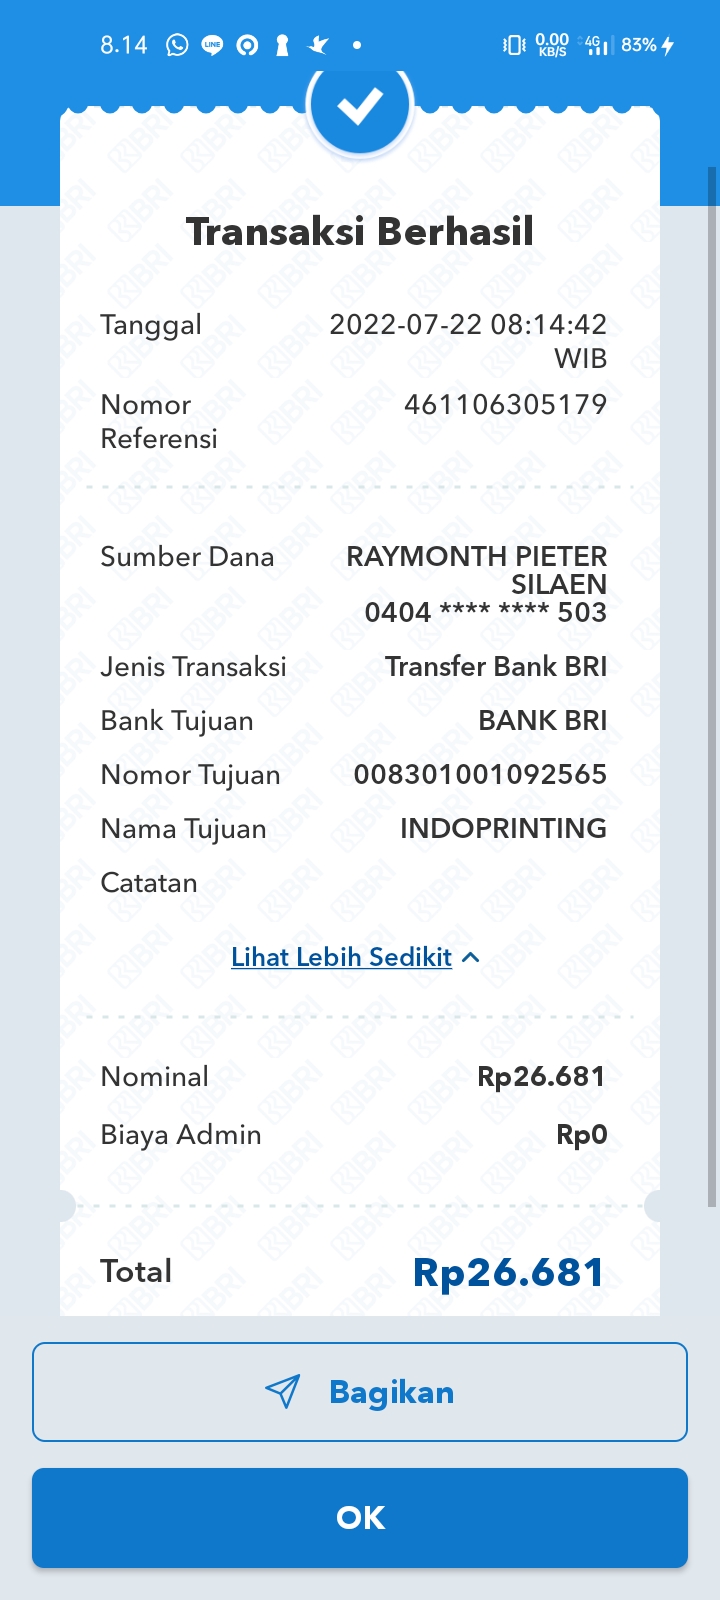 8.14
LINE
0.00
KB/S
4G
83%
Transaksi Berhasil
Tanggal 2022-07-22 08:14:42
WIB
Nomor 461106305179
Referensi
Sumber Dana RAYMONTH PIETER
SILAEN
0404 **** **** 503
Jenis Transaksi Transfer Bank BRI
Bank Tujuan BANK BRI
Nomor Tujuan 008301001092565
Nama Tujuan INDOPRINTING
Catatan
Lihat Lebih Sedikit
Nominal Rp26.681
Biaya Admin Rp0
Total Rp26.681
Bagikan
OK